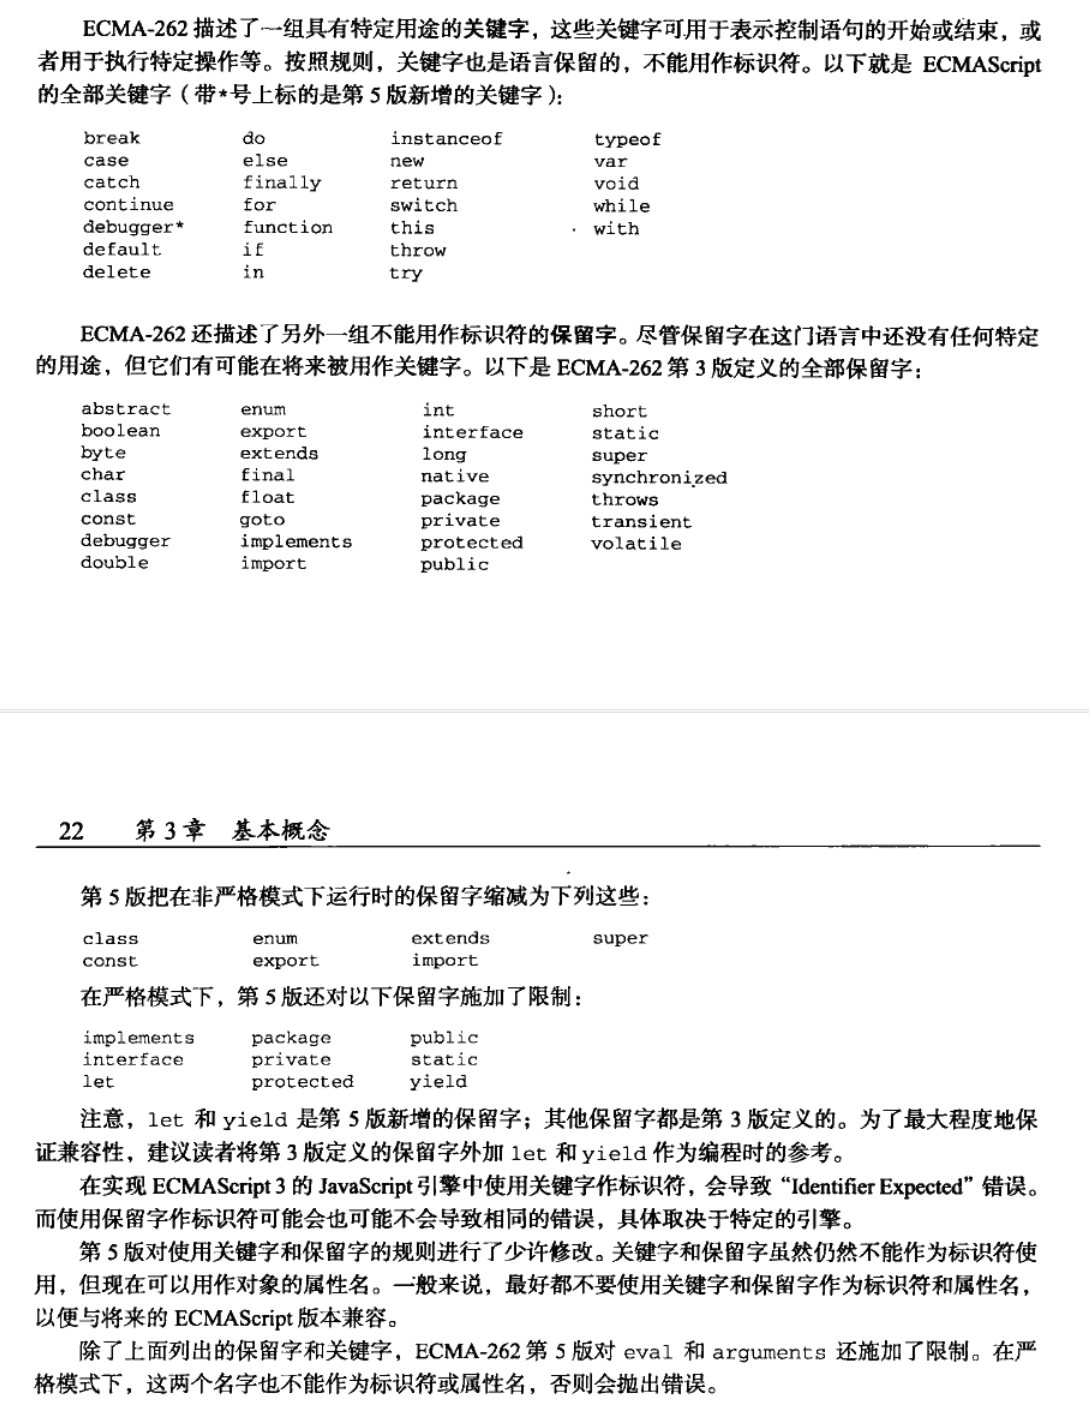 ECMA-262 描述了一组具有特定用途的关键字，这些关键字可用于表示控制语句的开始或结束，或
者用于执行特定操作等。按照规则，关键字也是语言保留的，不能用作标识符。以下就是 ECMAScript
的全部关键字（带*号上标的是第 5 版新增的关键字）：
break do instanceof typeof
case else new var
catch finally return void
continue for switch while
debugger* function this with
default if throw
delete in try
ECMA-262 还描述了另外一组不能用作标识符的保留字。尽管保留字在这门语言中还没有任何特定
的用途，但它们有可能在将来被用作关键字。以下是 ECMA-262 第 3 版定义的全部保留字：
abstract enum int short
boolean export interface static
byte extends long super
char final native synchronized
class float package throws
const goto private transient
debugger implements protected volatile
double import public
22 第 3 章 基本概念
第 5 版把在非严格模式下运行时的保留字缩减为下列这些：
class enum extends super
const export import
在严格模式下，第 5 版还对以下保留字施加了限制：
implements package public
interface private static
let protected yield
注意，let 和 yield 是第 5 版新增的保留字；其他保留字都是第 3 版定义的。为了最大程度地保
证兼容性，建议读者将第 3 版定义的保留字外加 let 和 yield 作为编程时的参考。
在实现 ECMAScript 3 的 JavaScript 引擎中使用关键字作标识符，会导致“Identifier Expected”错误。
而使用保留字作标识符可能会也可能不会导致相同的错误，具体取决于特定的引擎。
第 5 版对使用关键字和保留字的规则进行了少许修改。关键字和保留字虽然仍然不能作为标识符使
用，但现在可以用作对象的属性名。一般来说，最好都不要使用关键字和保留字作为标识符和属性名，
以便与将来的 ECMAScript 版本兼容。
除了上面列出的保留字和关键字，ECMA-262 第 5 版对 eval 和 arguments 还施加了限制。在严
格模式下，这两个名字也不能作为标识符或属性名，否则会抛出错误。